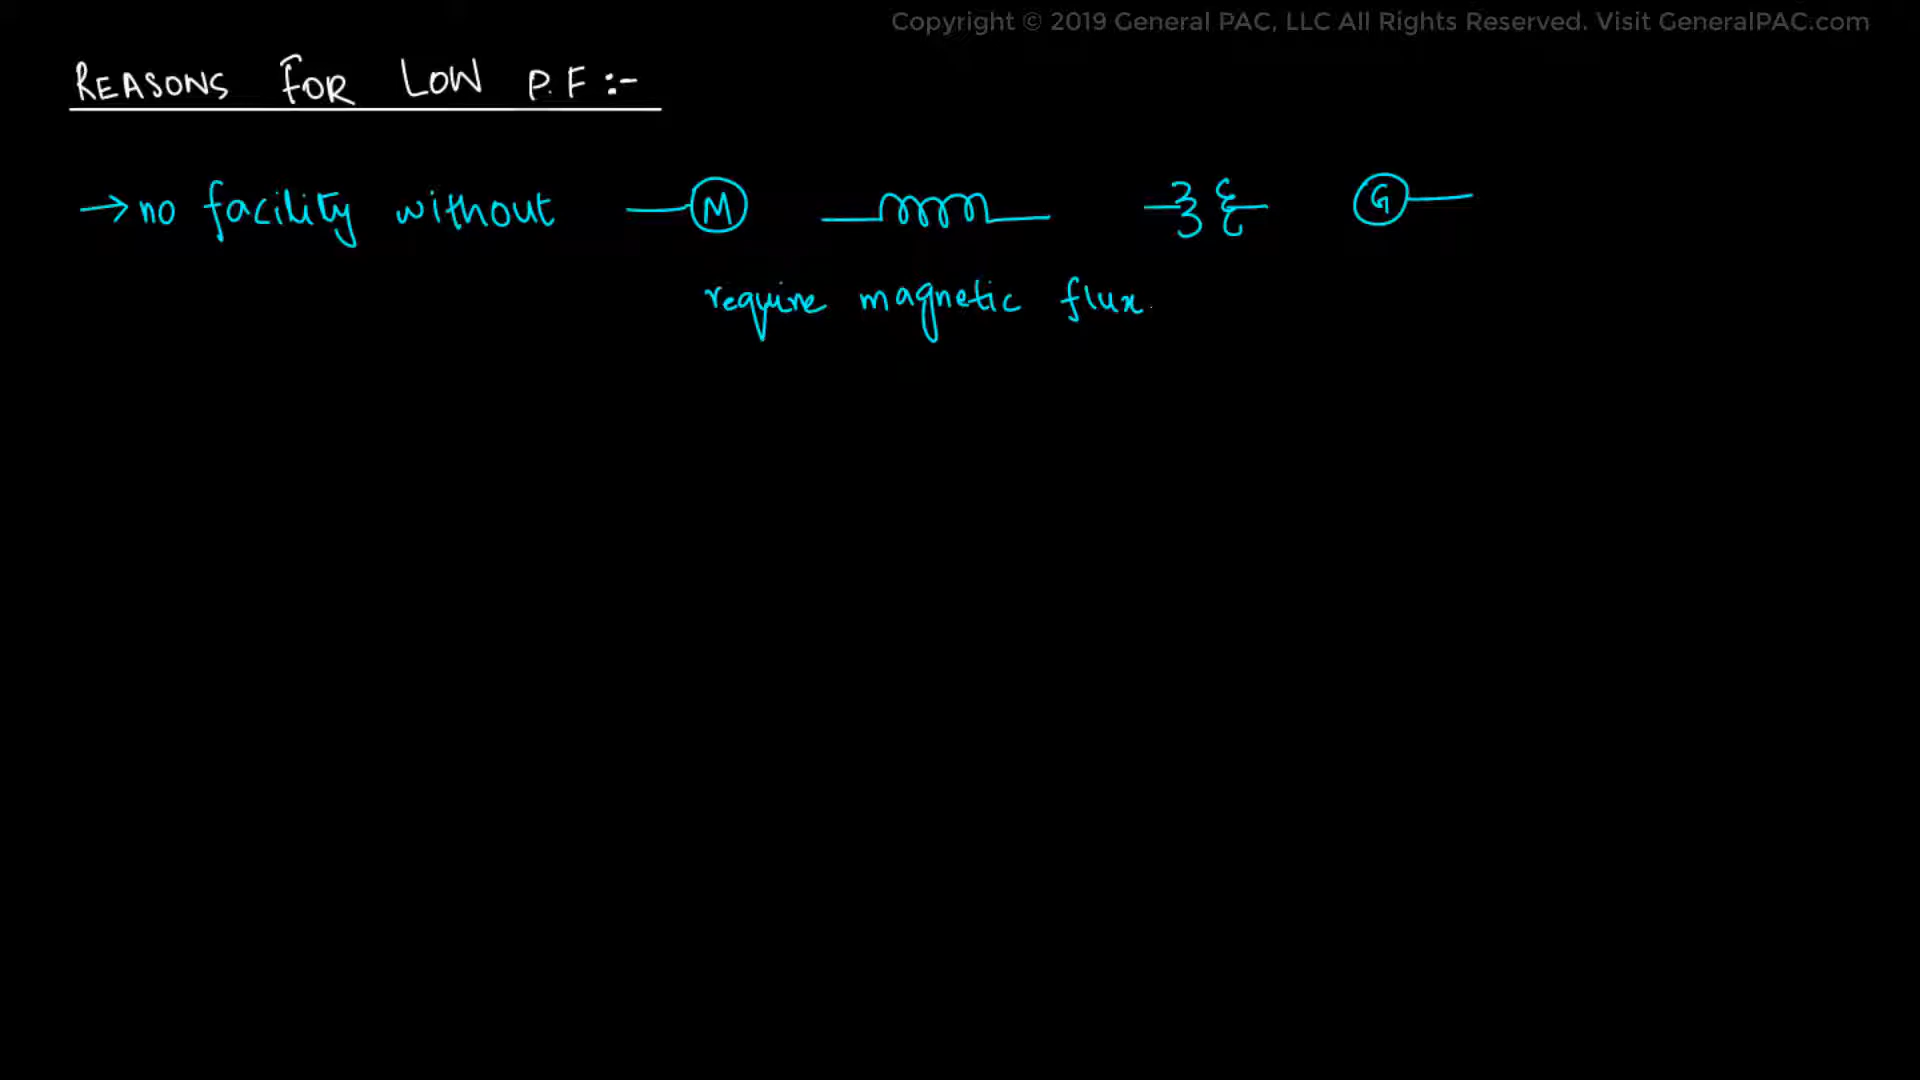 Copyright © 2019 General PAC, LLC All Rights Reserved. Visit GeneralPAC.com
REASONS FOR LOW P.F :-
→ no facility without M G
require magnetic flux.